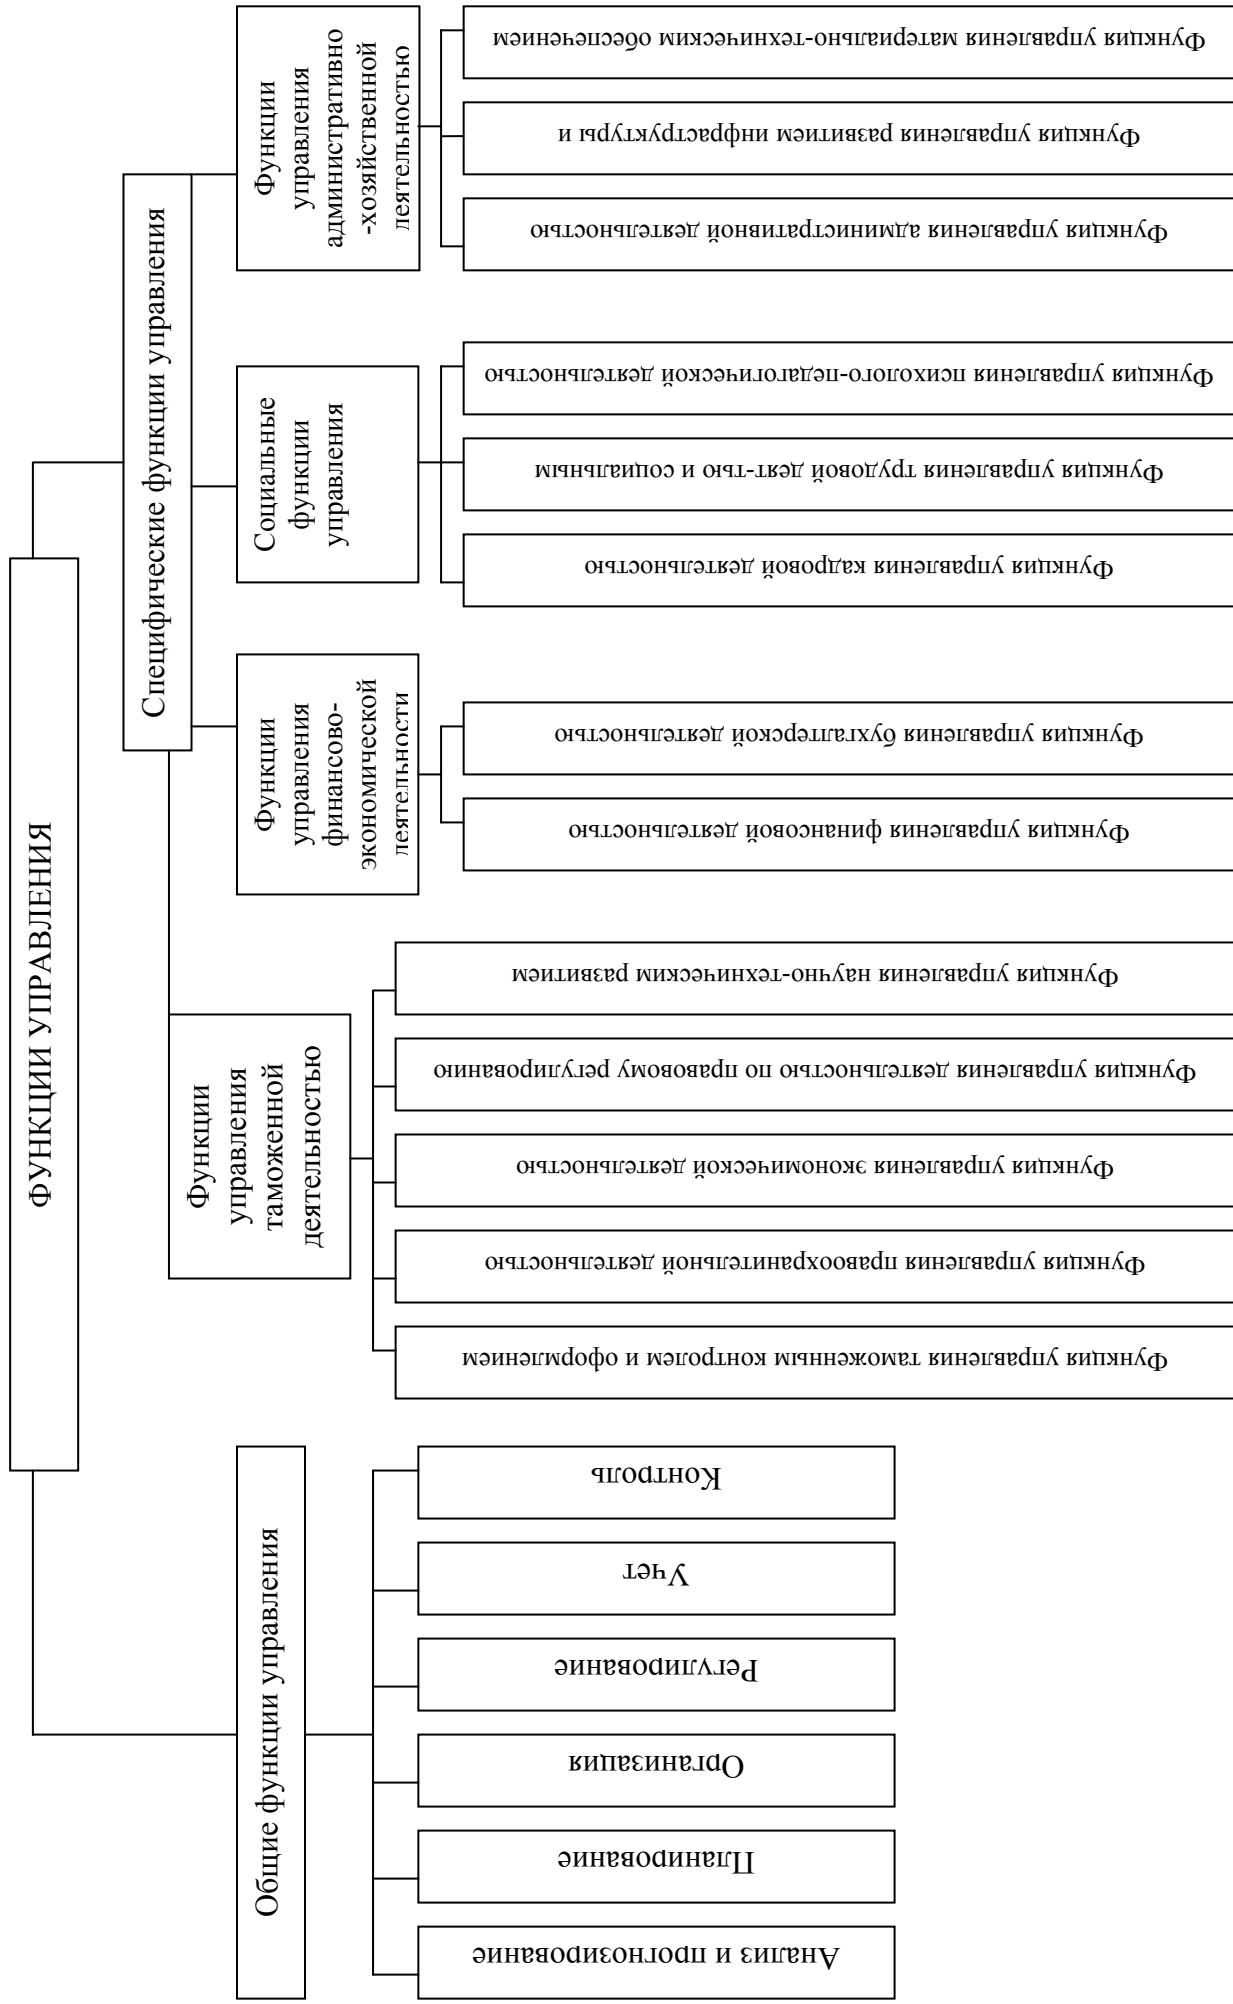 ФУНКЦИИ УПРАВЛЕНИЯ
Общие функции управления
Специфические функции управления
Функции
управления
таможенной
деятельностью
Функции
управления
финансово-
экономической
деятельности
Социальные
функции
управления
Функции
управления
административно
-хозяйственной
деятельностью
Анализ и прогнозирование
Планирование
Организация
Регулирование
Учет
Контроль
Функция управления таможенным контролем и оформлением
Функция управления правоохранительной деятельностью
Функция управления экономической деятельностью
Функция управления деятельностью по правовому регулированию
Функция управления научно-техническим развитием
Функция управления финансовой деятельностью
Функция управления бухгалтерской деятельностью
Функция управления кадровой деятельностью
Функция управления трудовой деят-тью и социальным
Функция управления психолого-педагогической деятельностью
Функция управления административной деятельностью
Функция управления развитием инфраструктуры и
Функция управления материально-техническим обеспечением